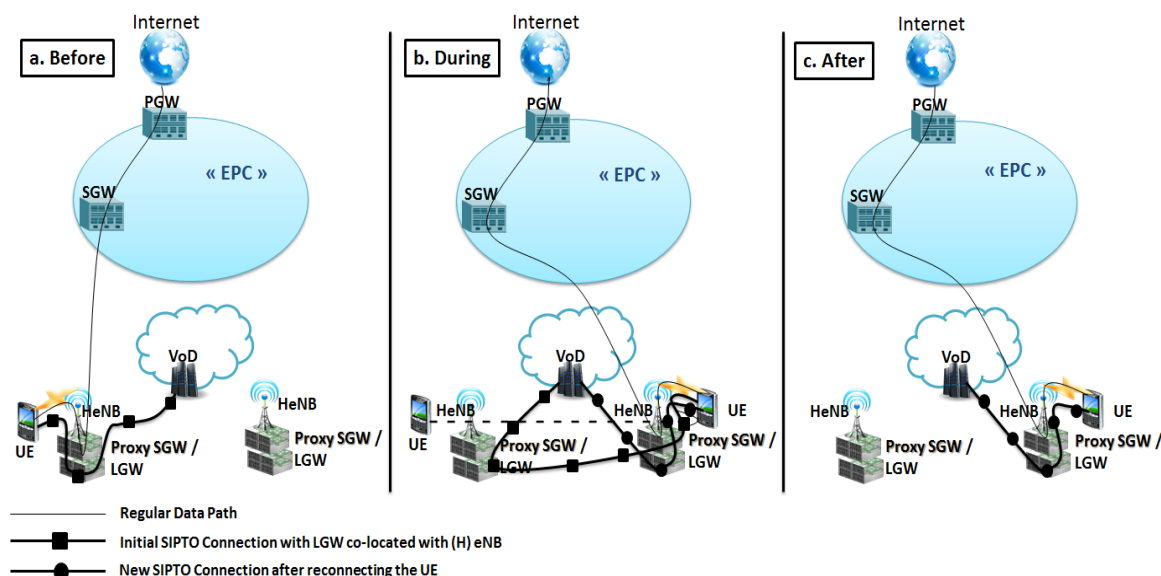 Internet
a. Before
PGW
« EPC »
SGW
VoD
HeNB
HeNB
UE
Proxy SGW /
LGW
Proxy SGW /
LGW
Internet
b. During
PGW
« EPC »
SGW
VoD
HeNB
HeNB
UE
UE
Proxy SGW /
LGW
Proxy SGW /
LGW
Internet
c. After
PGW
« EPC »
SGW
VoD
HeNB
HeNB
UE
Proxy SGW /
LGW
Proxy SGW /
LGW
Regular Data Path
Initial SIPTO Connection with LGW co-located with (H) eNB
New SIPTO Connection after reconnecting the UE